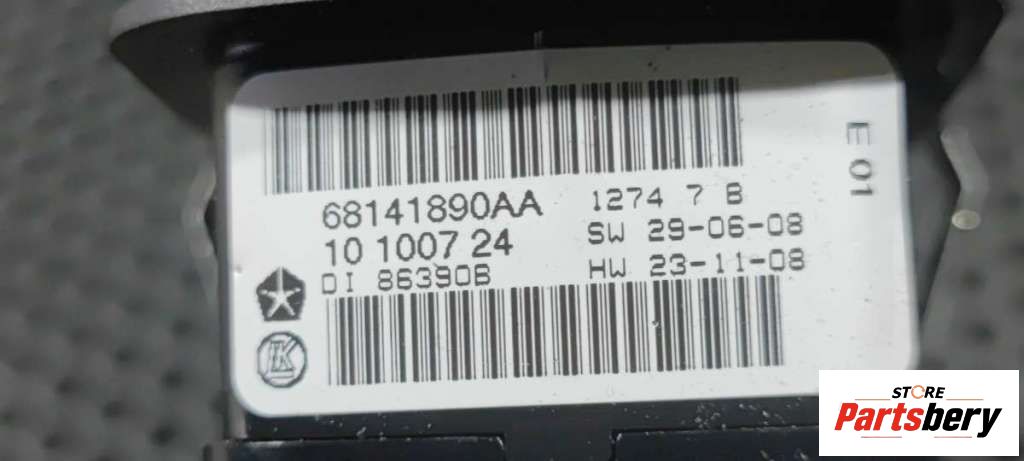 68141890AA
10 1007 24
DI 86390B
1274 7 B
SW 29-06-08
HW 23-11-08
E 01
K
STORE
Partsbery